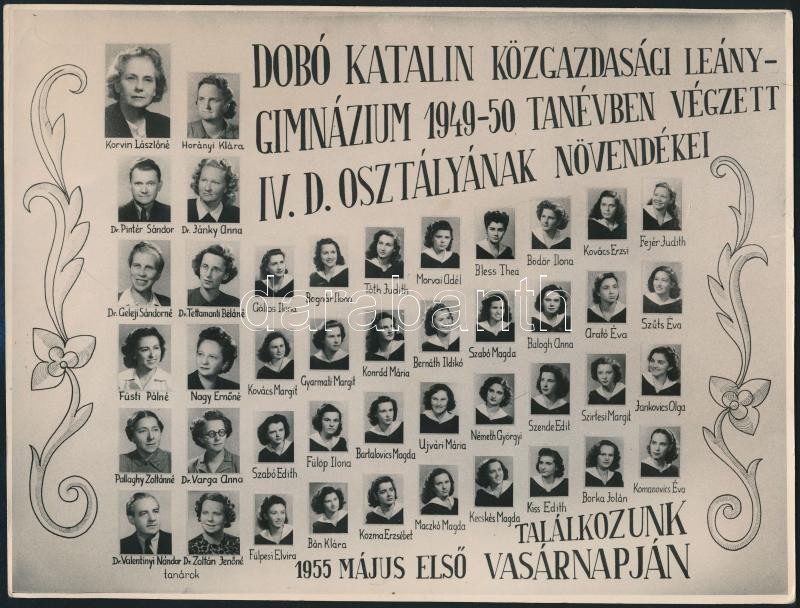 DOBÓ KATALIN KÖZGAZDASÁGI LEÁNY-
GIMNÁZIUM 1949-50 TANÉVBEN VÉGZETT
IV. D. OSZTÁLYÁNAK NÖVENDÉKEI
Korvin Lászlóné Horányi Klára
Dr. Pintér Sándor Dr. Jánky Anna
Dr. Geleji Sándorné Dr. Tettamanti Béláné
Füsti Pálné Nagy Ernőné
Pallaghy Zoltánné Dr. Varga Anna
Dr. Valentinyi Nándor Dr. Zoltán Jenőné
tanárok
Gallos Ilona Bognár Ilona Tóth Judith Morvai Adél Bless Thea Bodor Ilona Kovács Erzsi Fejér Judith
Kovács Margit Gyarmati Margit Konrád Mária Bernáth Ildikó Szabó Magda Balogh Anna Arató Éva Szűts Éva
Szabó Edith Fülöp Ilona Bartalovics Magda Ujvári Mária Németh Györgyi Szende Edit Szirtesi Margit Jankovics Olga
Fülpesi Elvira Bán Klára Kozma Erzsébet Maczkó Magda Kecskés Magda Kiss Edith Borka Jolán Komanovics Éva
TALÁLKOZUNK
1955 MÁJUS ELSŐ VASÁRNAPJÁN
darabanth